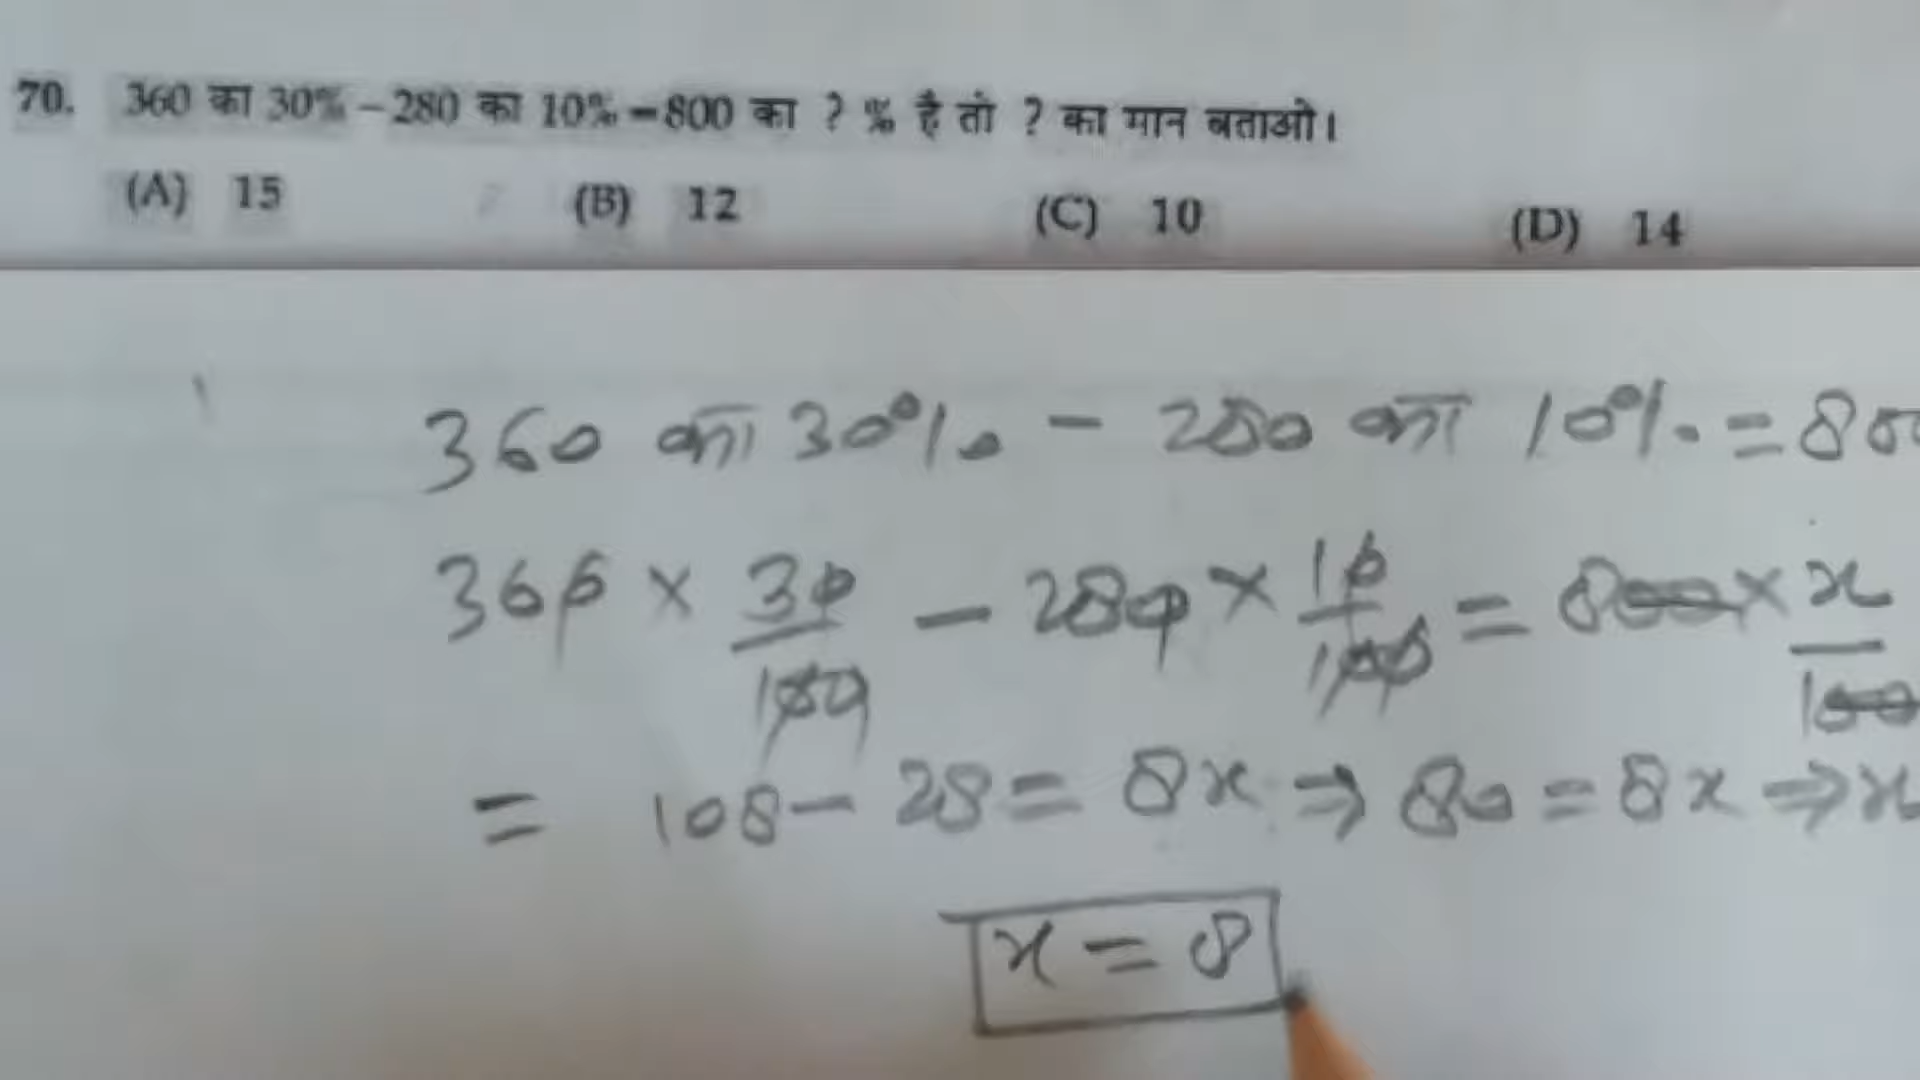 70. 360 का 30% – 280 का 10% = 800 का ? % है तो ? का मान बताओ।
(A) 15 (B) 12 (C) 10 (D) 14
360 का 30% - 280 का 10% = 800
360 × 30/100 - 280 × 10/100 = 800 × x/100
= 108 - 28 = 8x ⇒ 80 = 8x ⇒ x
x = 8